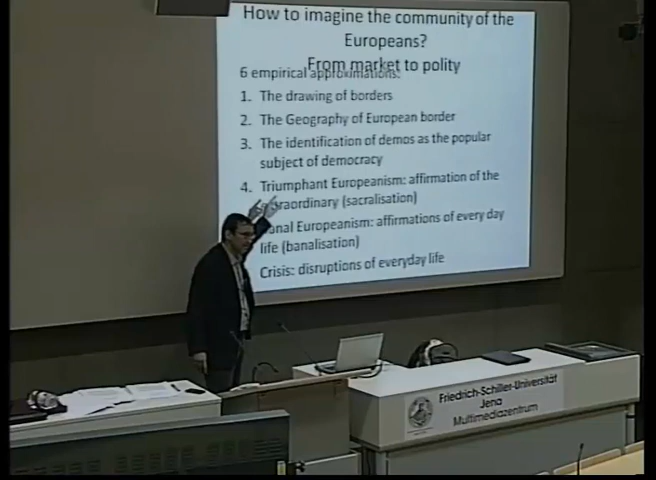 How to imagine the community of the
Europeans?
From market to polity
6 empirical approximations:
1. The drawing of borders
2. The Geography of European border
3. The identification of demos as the popular
subject of democracy
4. Triumphant Europeanism: affirmation of the
(sacralisation)
Europeanism: affirmations of every day
life (banalisation)
Crisis: disruptions of everyday life
Friedrich-Schiller-Universität
Jena
Multimediazentrum